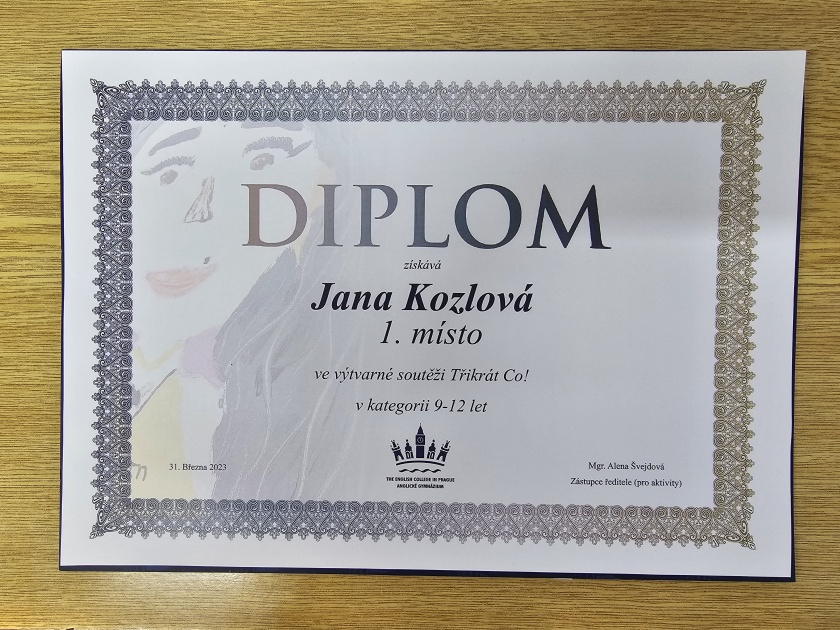 DIPLOM
získává
Jana Kozlová
1. místo
ve výtvarné soutěži Třikrát Co!
v kategorii 9-12 let
THE ENGLISH COLLEGE IN PRAGUE
ANGLICKÉ GYMNÁZIUM
31. Března 2023
Mgr. Alena Švejdová
Zástupce ředitele (pro aktivity)